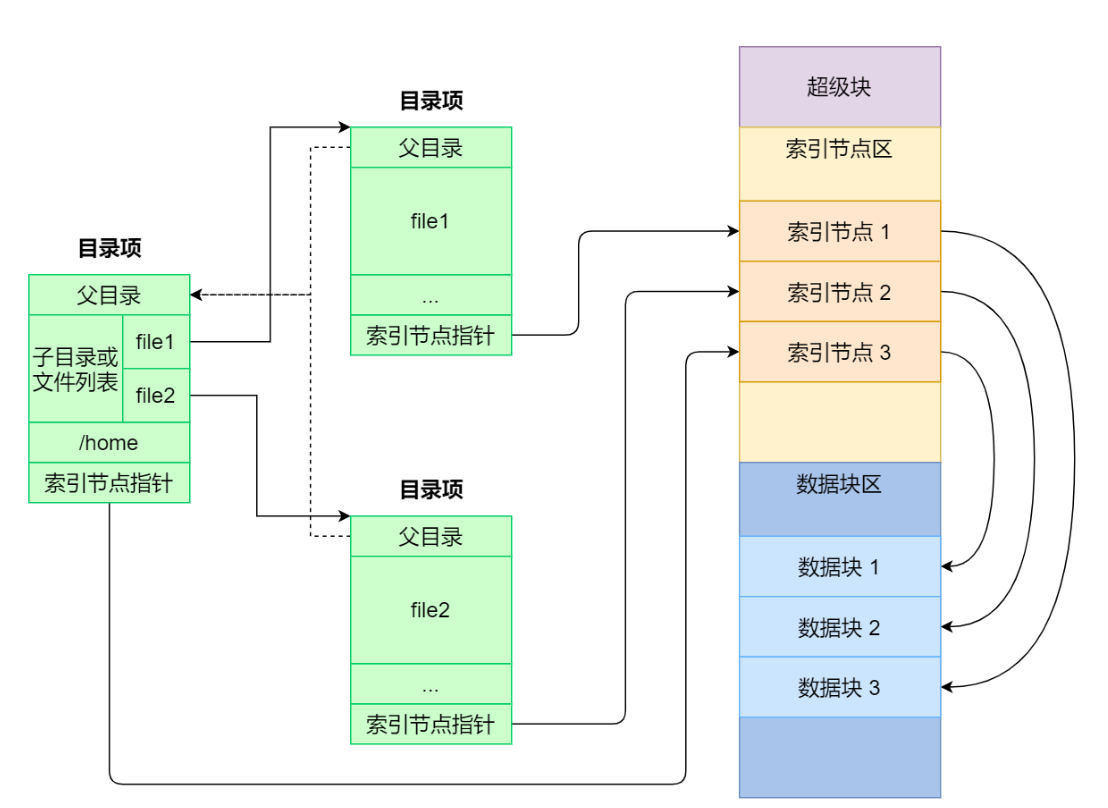 目录项
父目录
子目录或
文件列表
file1
file2
/home
索引节点指针
目录项
父目录
file1
...
索引节点指针
目录项
父目录
file2
...
索引节点指针
超级块
索引节点区
索引节点 1
索引节点 2
索引节点 3
数据块区
数据块 1
数据块 2
数据块 3